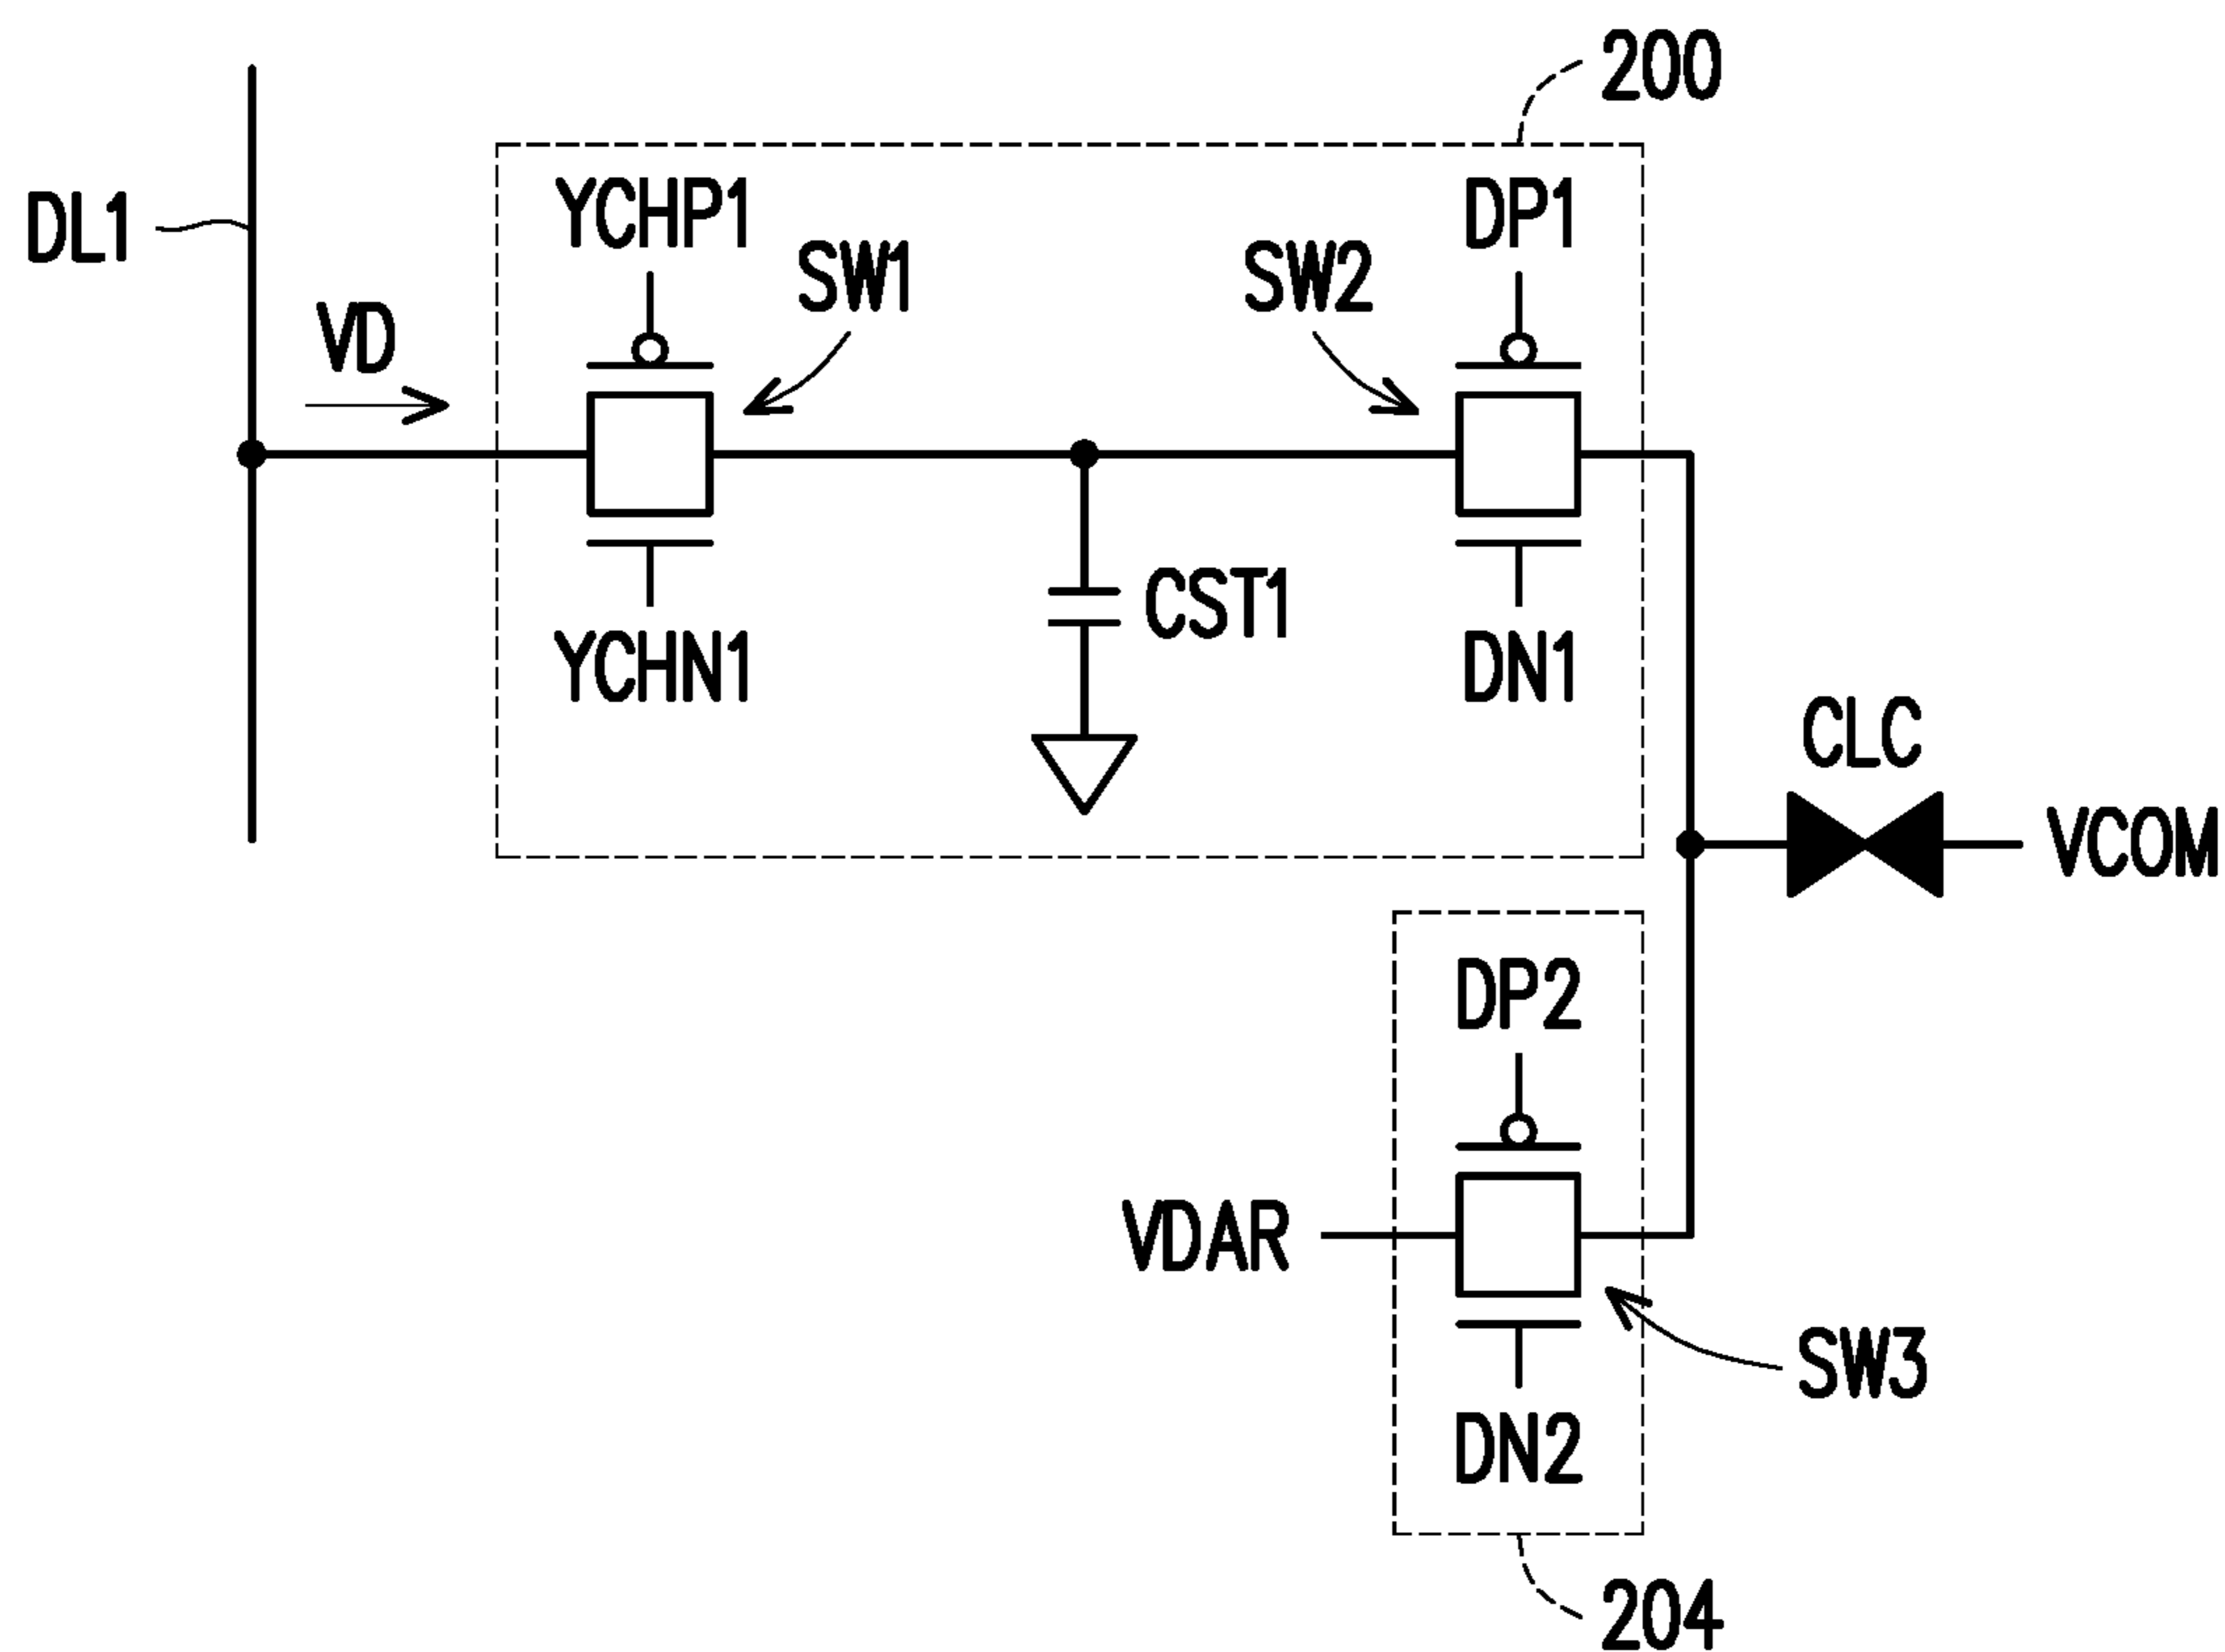 200
YCHP1
DP1
DL1
SW1
SW2
VD
CST1
YCHN1
DN1
CLC
VCOM
DP2
VDAR
SW3
DN2
204